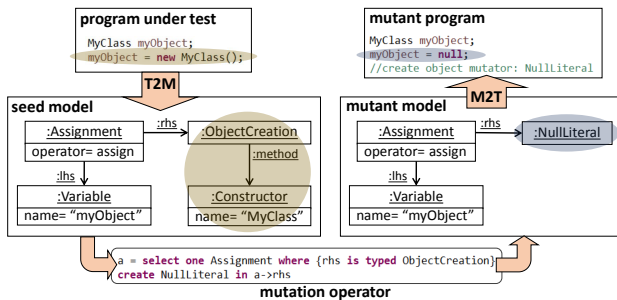 program under test
MyClass myObject;
myObject = new MyClass();
mutant program
MyClass myObject;
myObject = null;
//create object mutator: NullLiteral
T2M
M2T
seed model
:Assignment
operator= assign
:rhs
:ObjectCreation
:method
:lhs
:Variable
name= “myObject”
:Constructor
name= “MyClass”
mutant model
:Assignment
operator= assign
:rhs
:NullLiteral
:lhs
:Variable
name= “myObject”
a = select one Assignment where {rhs is typed ObjectCreation}
create NullLiteral in a->rhs
mutation operator